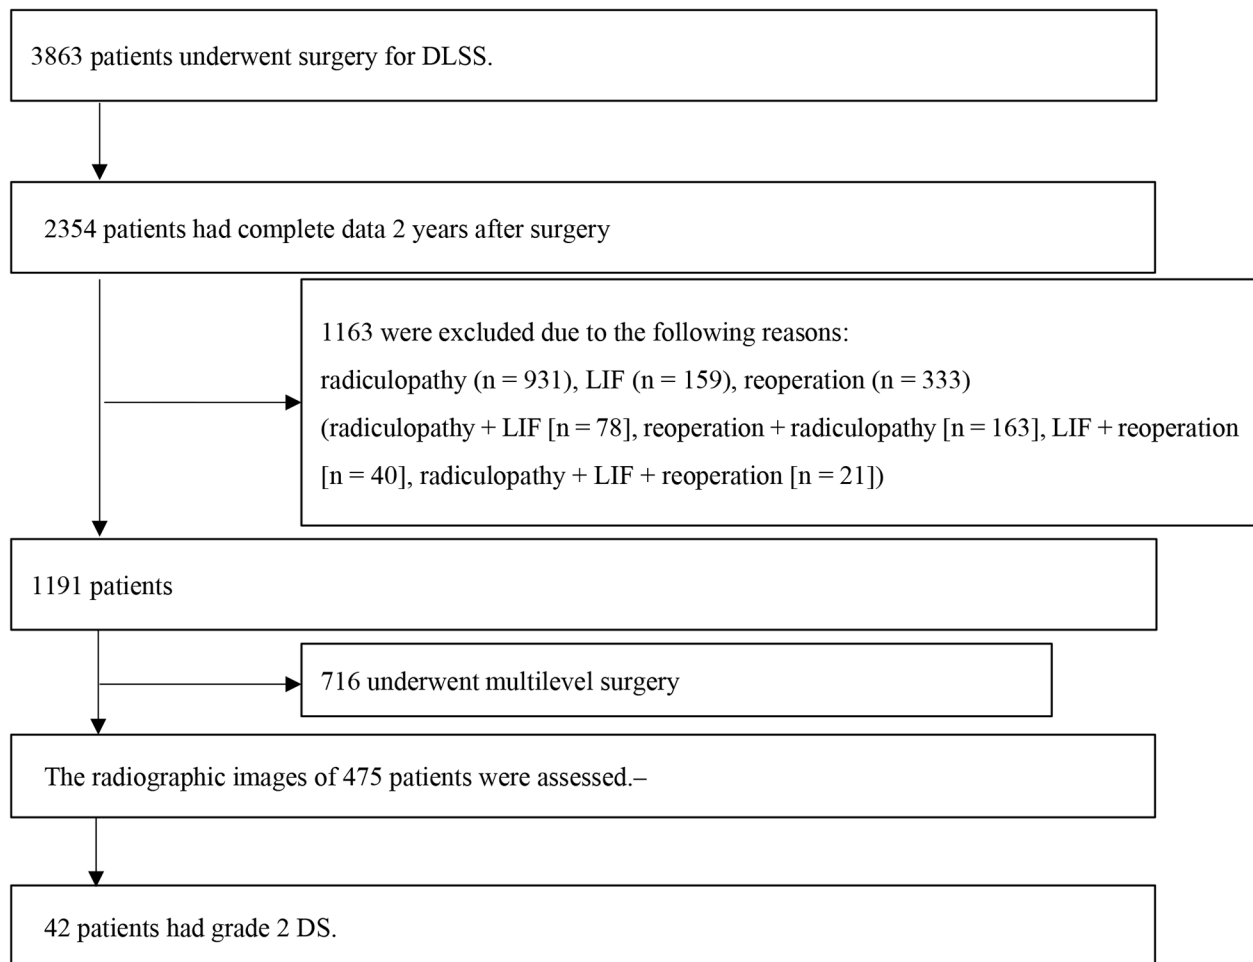 3863 patients underwent surgery for DLSS.
2354 patients had complete data 2 years after surgery
1163 were excluded due to the following reasons:
radiculopathy (n = 931), LIF (n = 159), reoperation (n = 333)
(radiculopathy + LIF [n = 78], reoperation + radiculopathy [n = 163], LIF + reoperation
[n = 40], radiculopathy + LIF + reoperation [n = 21])
1191 patients
716 underwent multilevel surgery
The radiographic images of 475 patients were assessed.–
42 patients had grade 2 DS.